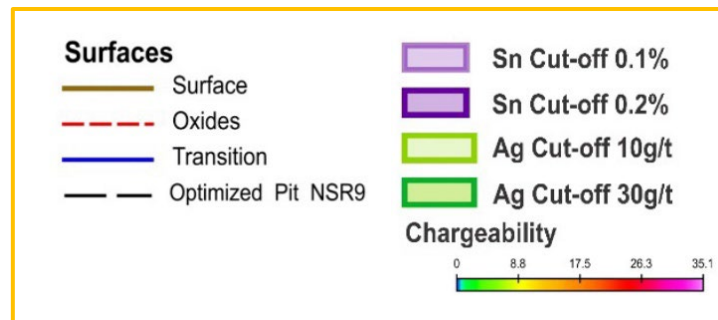 Surfaces
Surface
Oxides
Transition
Optimized Pit NSR9
Sn Cut-off 0.1%
Sn Cut-off 0.2%
Ag Cut-off 10g/t
Ag Cut-off 30g/t
Chargeability
0 8.8 17.5 26.3 35.1